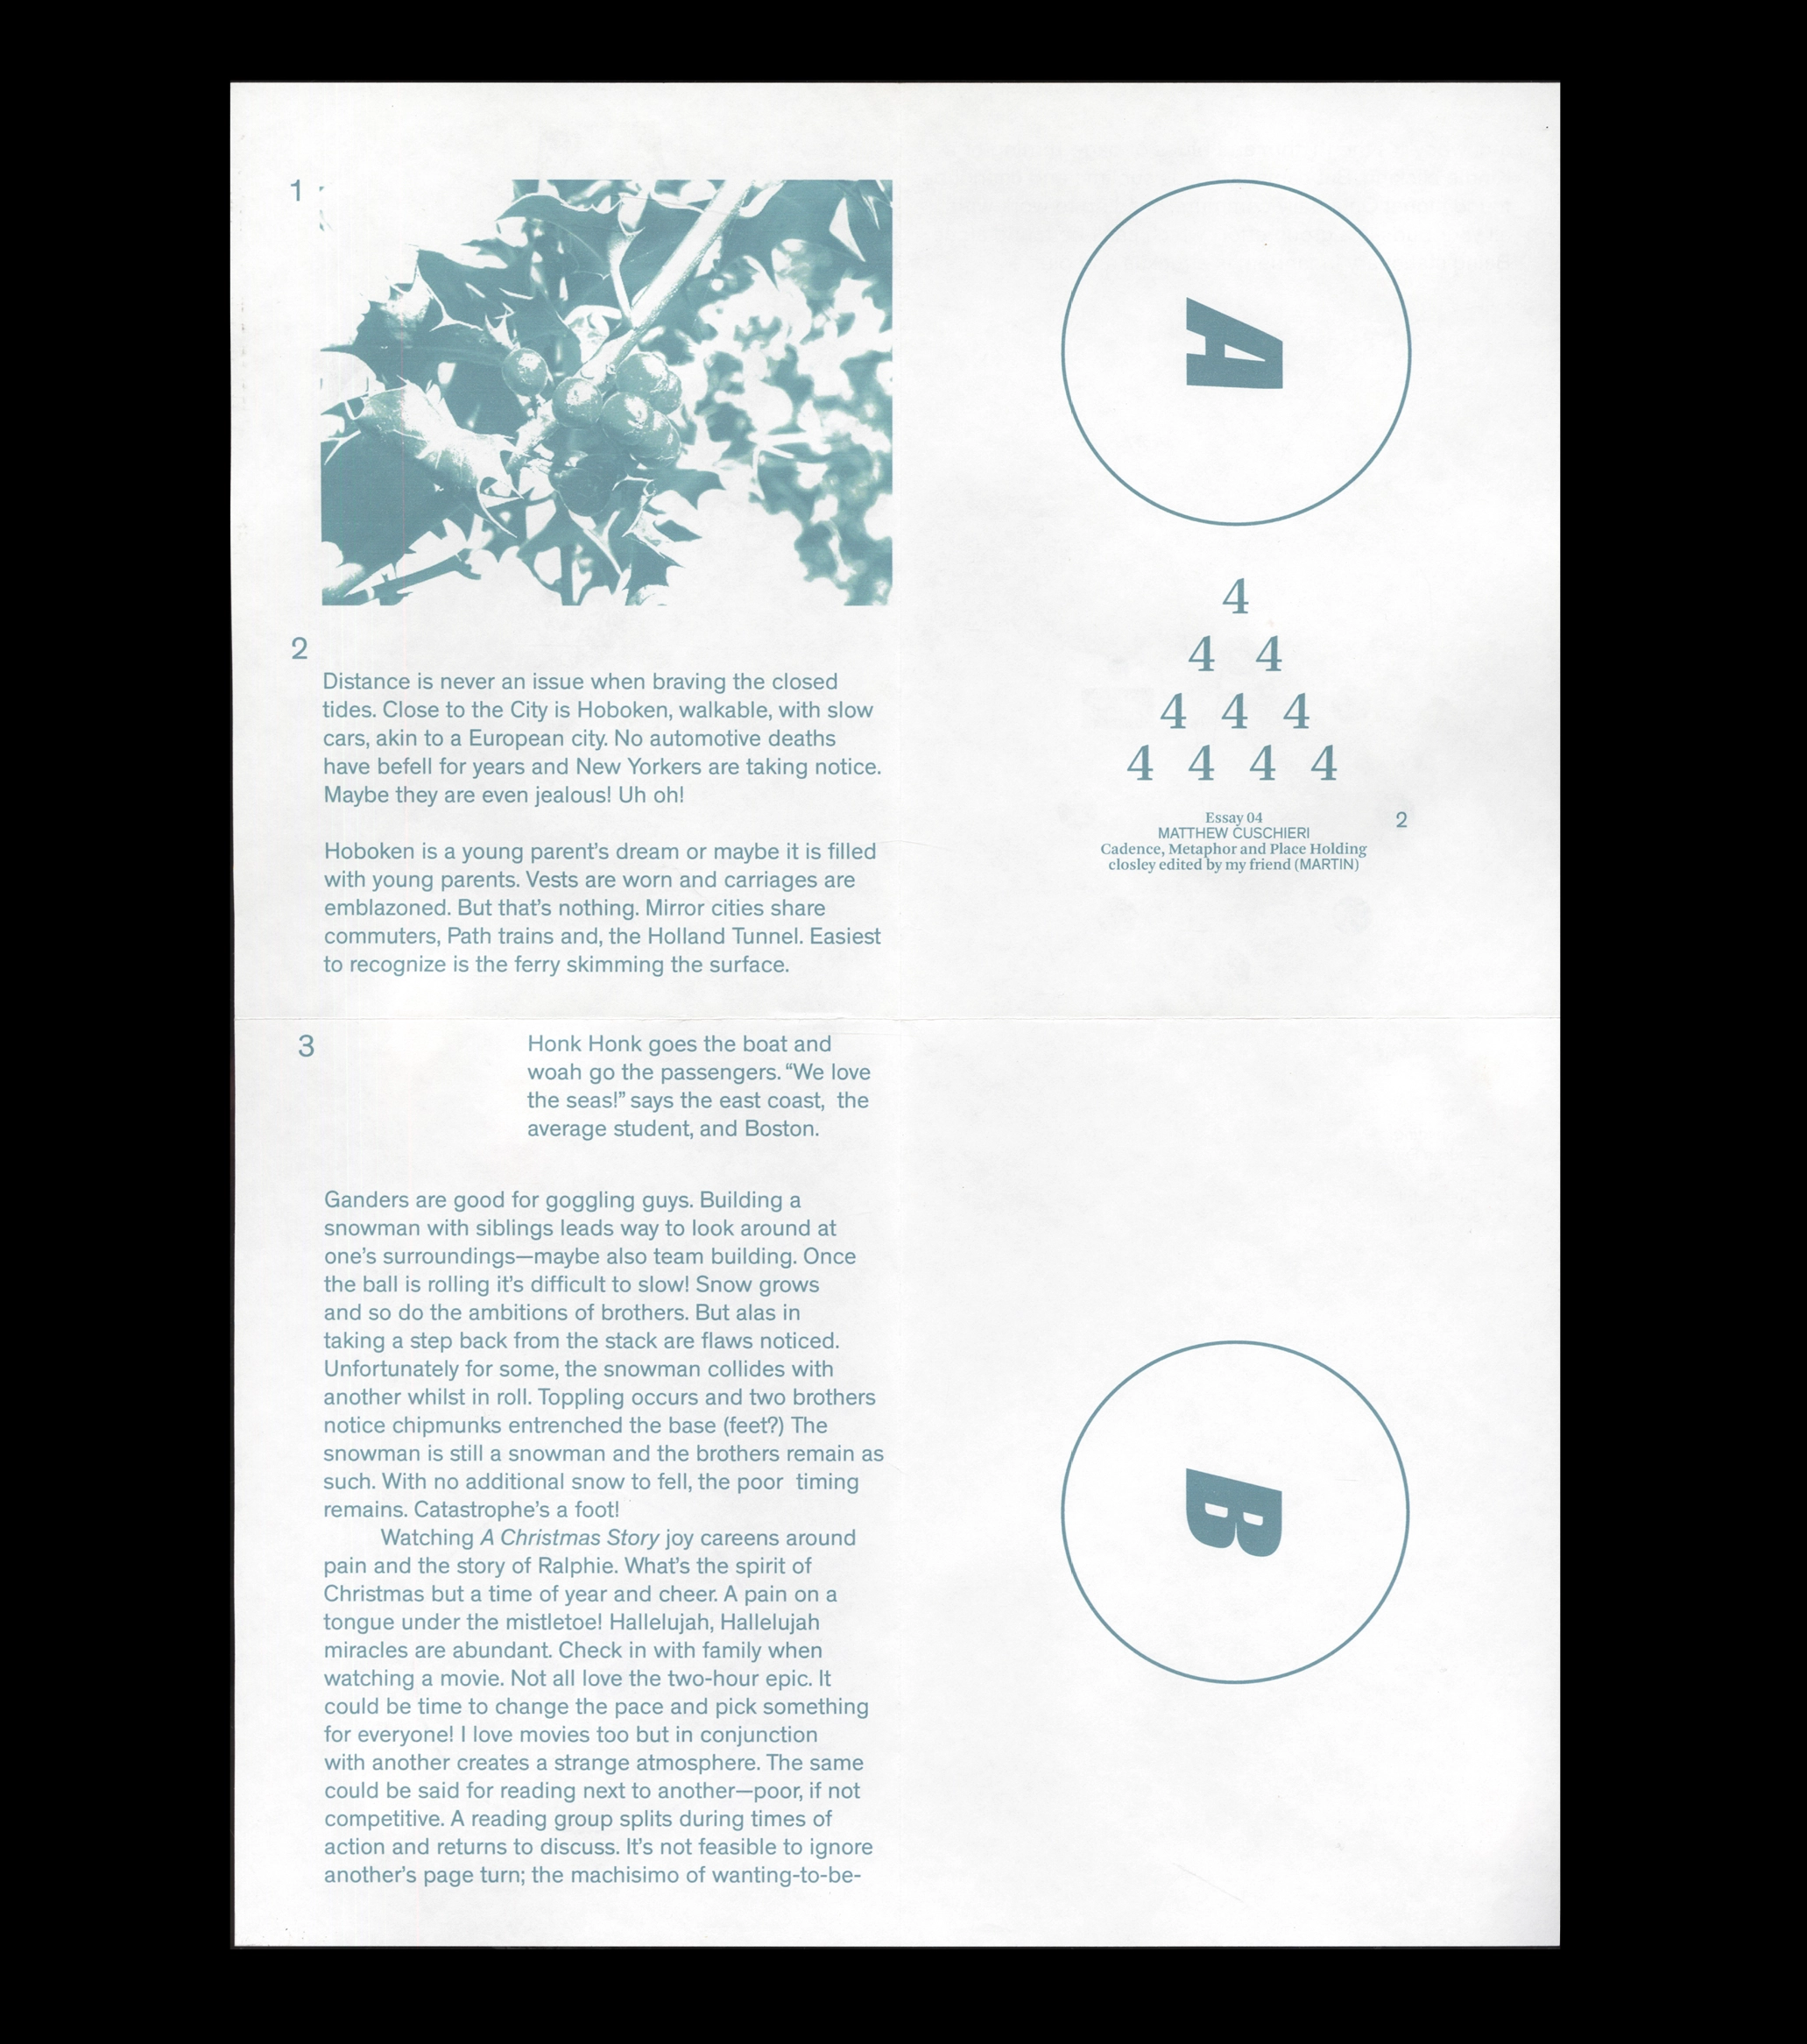 1
2
Distance is never an issue when braving the closed
tides. Close to the City is Hoboken, walkable, with slow
cars, akin to a European city. No automotive deaths
have befell for years and New Yorkers are taking notice.
Maybe they are even jealous! Uh oh!
Hoboken is a young parent’s dream or maybe it is filled
with young parents. Vests are worn and carriages are
emblazoned. But that’s nothing. Mirror cities share
commuters, Path trains and, the Holland Tunnel. Easiest
to recognize is the ferry skimming the surface.
3
Honk Honk goes the boat and
woah go the passengers. “We love
the seas!” says the east coast,  the
average student, and Boston.
Ganders are good for goggling guys. Building a
snowman with siblings leads way to look around at
one’s surroundings—maybe also team building. Once
the ball is rolling it’s difficult to slow! Snow grows
and so do the ambitions of brothers. But alas in
taking a step back from the stack are flaws noticed.
Unfortunately for some, the snowman collides with
another whilst in roll. Toppling occurs and two brothers
notice chipmunks entrenched the base (feet?) The
snowman is still a snowman and the brothers remain as
such. With no additional snow to fell, the poor  timing
remains. Catastrophe’s a foot!
Watching A Christmas Story joy careens around
pain and the story of Ralphie. What’s the spirit of
Christmas but a time of year and cheer. A pain on a
tongue under the mistletoe! Hallelujah, Hallelujah
miracles are abundant. Check in with family when
watching a movie. Not all love the two-hour epic. It
could be time to change the pace and pick something
for everyone! I love movies too but in conjunction
with another creates a strange atmosphere. The same
could be said for reading next to another—poor, if not
competitive. A reading group splits during times of
action and returns to discuss. It’s not feasible to ignore
another’s page turn; the machisimo of wanting-to-be-
A
4
4 4
4 4 4
4 4 4 4
Essay 04
MATTHEW CUSCHIERI
Cadence, Metaphor and Place Holding
closley edited by my friend (MARTIN)
2
B